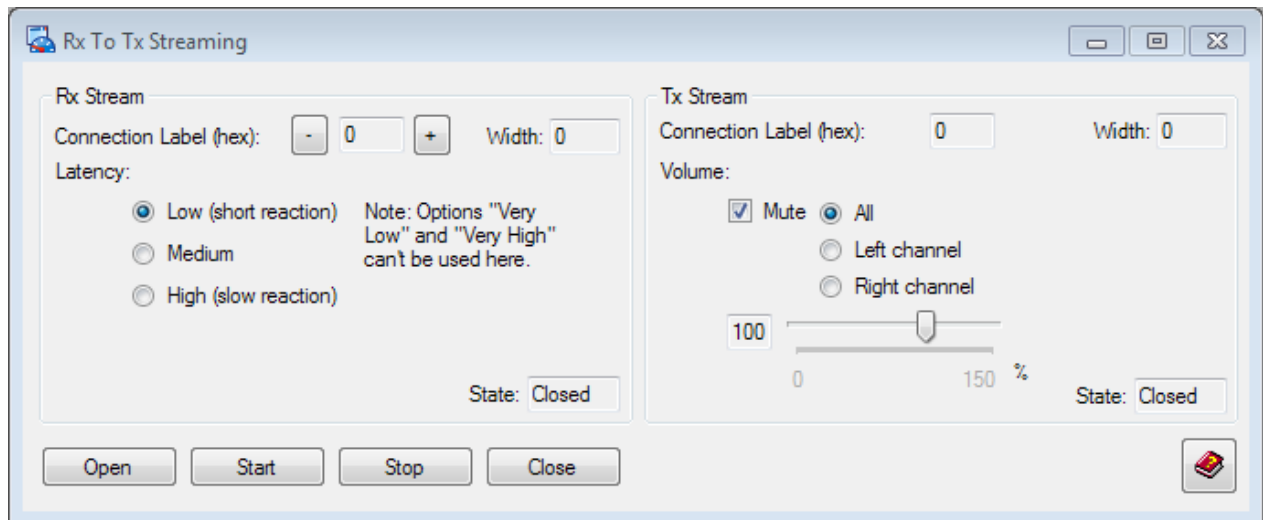 Rx To Tx Streaming
Rx Stream
Connection Label (hex): - 0 + Width: 0
Latency:
Low (short reaction)
Medium
High (slow reaction)
Note: Options "Very
Low" and "Very High"
can't be used here.
State: Closed
Tx Stream
Connection Label (hex): 0 Width: 0
Volume:
Mute All
Left channel
Right channel
100
0 150 %
State: Closed
Open Start Stop Close